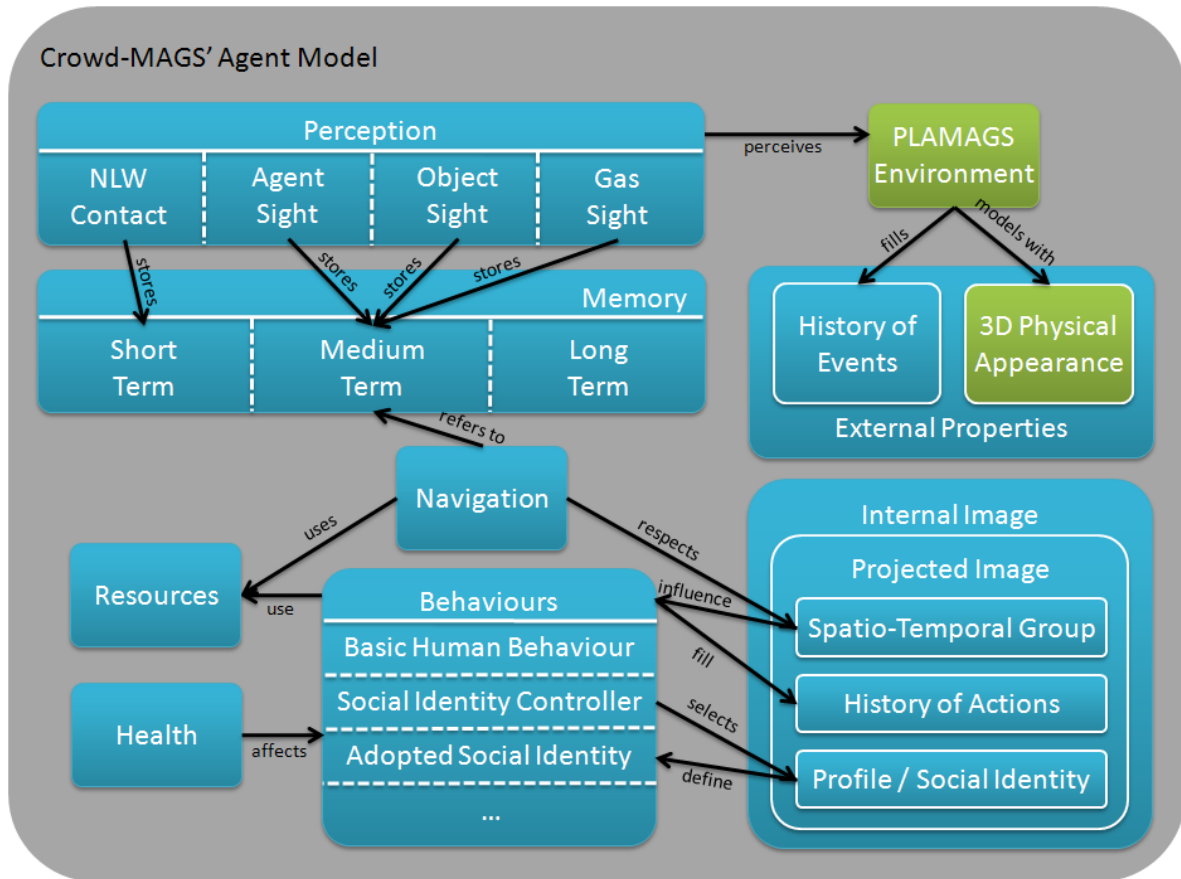 Crowd-MAGS' Agent Model
Perception
NLW
Contact
Agent
Sight
Object
Sight
Gas
Sight
perceives
PLAMAGS
Environment
fills
models with
stores
stores
stores
stores
Memory
Short
Term
Medium
Term
Long
Term
History of
Events
3D Physical
Appearance
External Properties
refers to
Navigation
uses
respects
Resources
use
influence
fill
Behaviours
Basic Human Behaviour
Social Identity Controller
Adopted Social Identity
...
selects
define
Health
affects
Internal Image
Projected Image
Spatio-Temporal Group
History of Actions
Profile / Social Identity